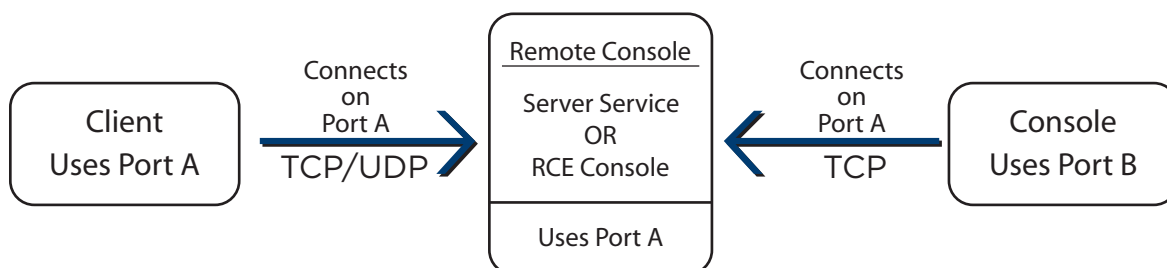 Client
Uses Port A
Connects
on
Port A
TCP/UDP
Remote Console
Server Service
OR
RCE Console
Uses Port A
Connects
on
Port A
TCP
Console
Uses Port B